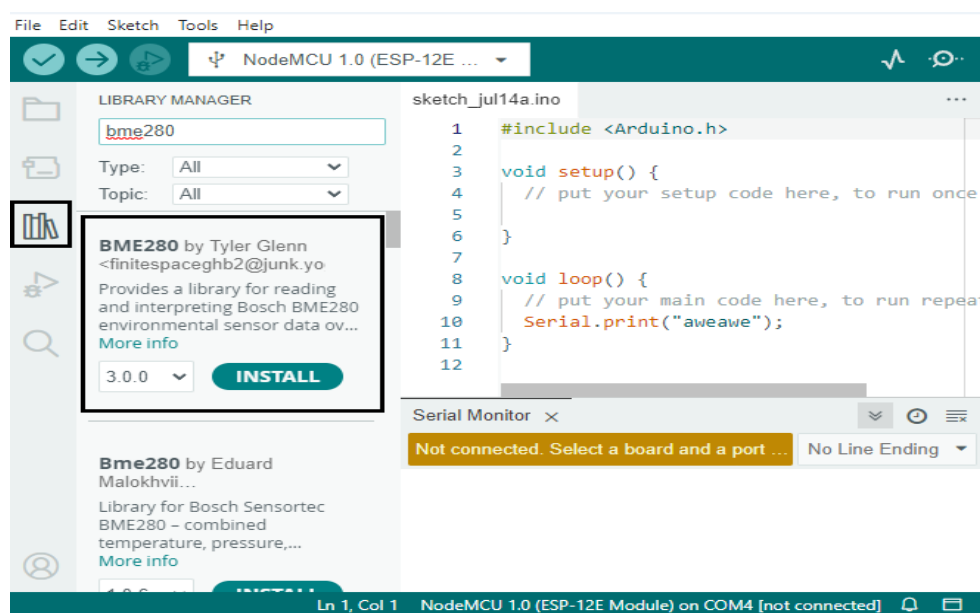 File Edit Sketch Tools Help
NodeMCU 1.0 (ESP-12E ...
LIBRARY MANAGER
bme280
Type: All
Topic: All
BME280 by Tyler Glenn
<finitespaceghb2@junk.yo
Provides a library for reading
and interpreting Bosch BME280
environmental sensor data ov...
More info
3.0.0 INSTALL
Bme280 by Eduard
Malokhvii...
Library for Bosch Sensortec
BME280 – combined
temperature, pressure,...
More info
sketch_jul14a.ino ...
1 #include <Arduino.h>
2
3 void setup() {
4 // put your setup code here, to run once
5
6 }
7
8 void loop() {
9 // put your main code here, to run repea
10 Serial.print("aweawe");
11 }
12
Serial Monitor
Not connected. Select a board and a port ... No Line Ending
Ln 1, Col 1 NodeMCU 1.0 (ESP-12E Module) on COM4 [not connected]